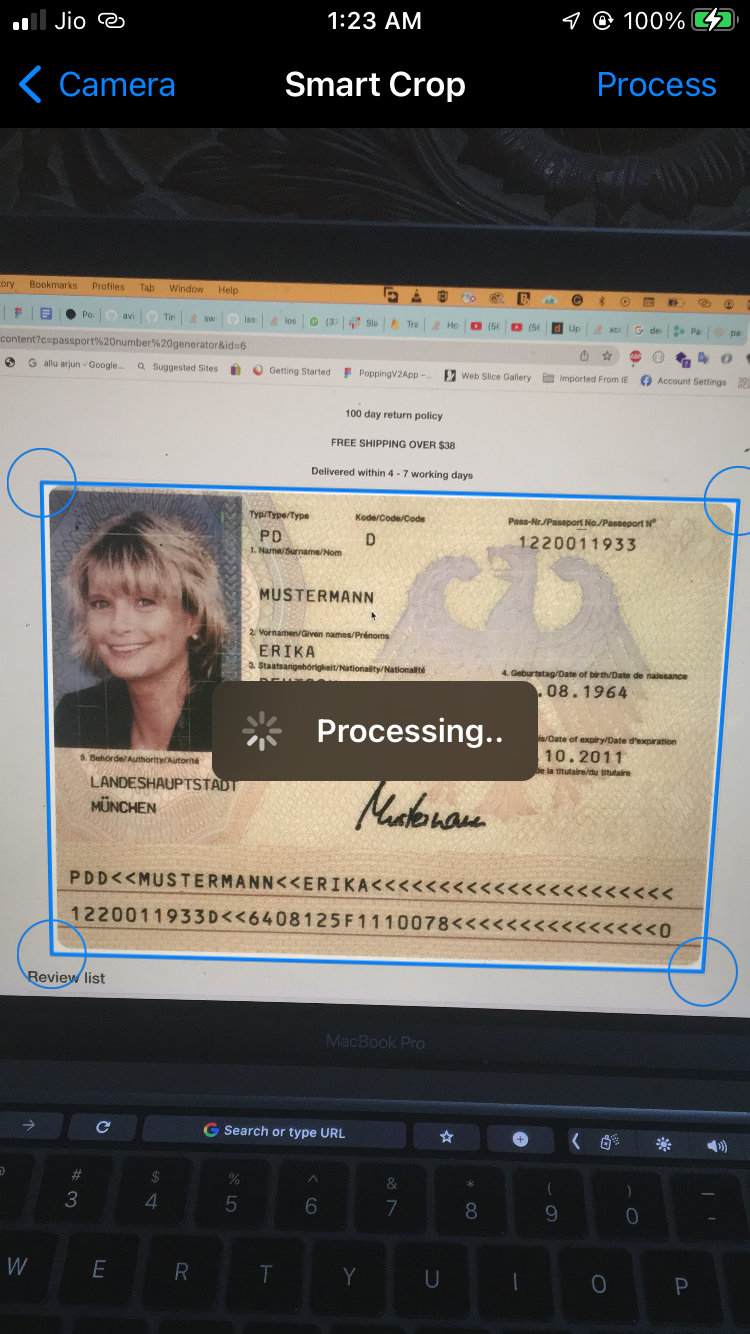 Jio
1:23 AM
100%
Camera
Smart Crop
Process
Bookmarks Profiles Tab Window Help
content?c=passport%20number%20generator&id=6
allu arjun - Google... Suggested Sites Getting Started PoppingV2App –... Web Slice Gallery Imported From IE Account Settings
100 day return policy
FREE SHIPPING OVER $38
Delivered within 4 - 7 working days
Typ/Type/Type Kode/Code/Code Pass-Nr./Passport No./Passeport N°
PD D 1220011933
1. Name/Surname/Nom
MUSTERMANN
2. Vornamen/Given names/Prénoms
ERIKA
3. Staatsangehörigkeit/Nationality/Nationalité 4. Geburtstag/Date of birth/Date de naissance
.08.1964
Processing..
/Date of expiry/Date d'expiration
10.2011
9. Behörde/Authority/Autorité
de la titulaire/du titulaire
LANDESHAUPTSTADT
MÜNCHEN
Mustermann
PDD<<MUSTERMANN<<ERIKA<<<<<<<<<<<<<<<<<<<<<<
1220011933D<<6408125F1110078<<<<<<<<<<<<<<<0
Review list
MacBook Pro
Search or type URL
# $ % ^ & * ( ) —
3 4 5 6 7 8 9 0 -
W E R T Y U I O P